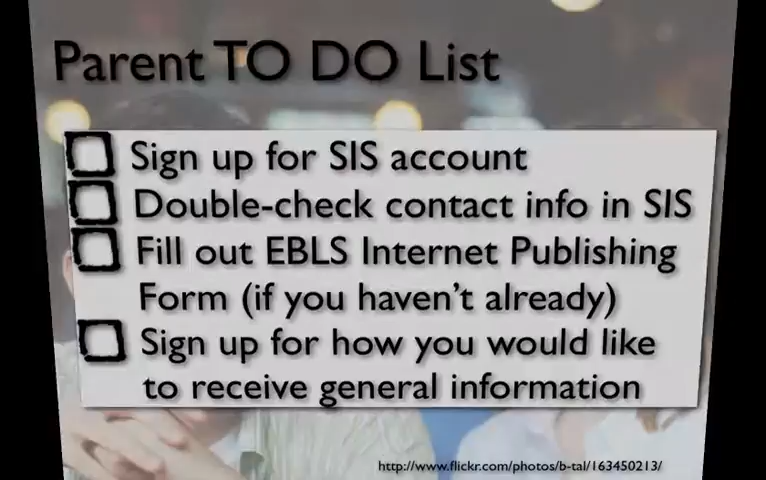 Parent TO DO List
Sign up for SIS account
Double-check contact info in SIS
Fill out EBLS Internet Publishing
Form (if you haven't already)
Sign up for how you would like
to receive general information
http://www.flickr.com/photos/b-tal/163450213/